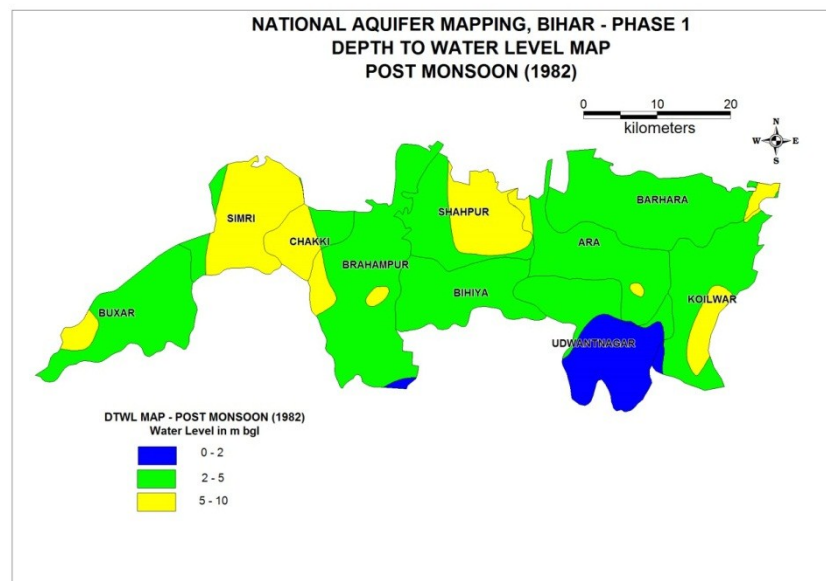 NATIONAL AQUIFER MAPPING, BIHAR - PHASE 1
DEPTH TO WATER LEVEL MAP
POST MONSOON (1982)
0 10 20
kilometers
N
W E
S
BARHARA
SHAHPUR
SIMRI
CHAKKI
ARA
BRAHAMPUR
BIHIYA
KOILWAR
BUXAR
UDWANTNAGAR
DTWL MAP - POST MONSOON (1982)
Water Level in m bgl
0 - 2
2 - 5
5 - 10